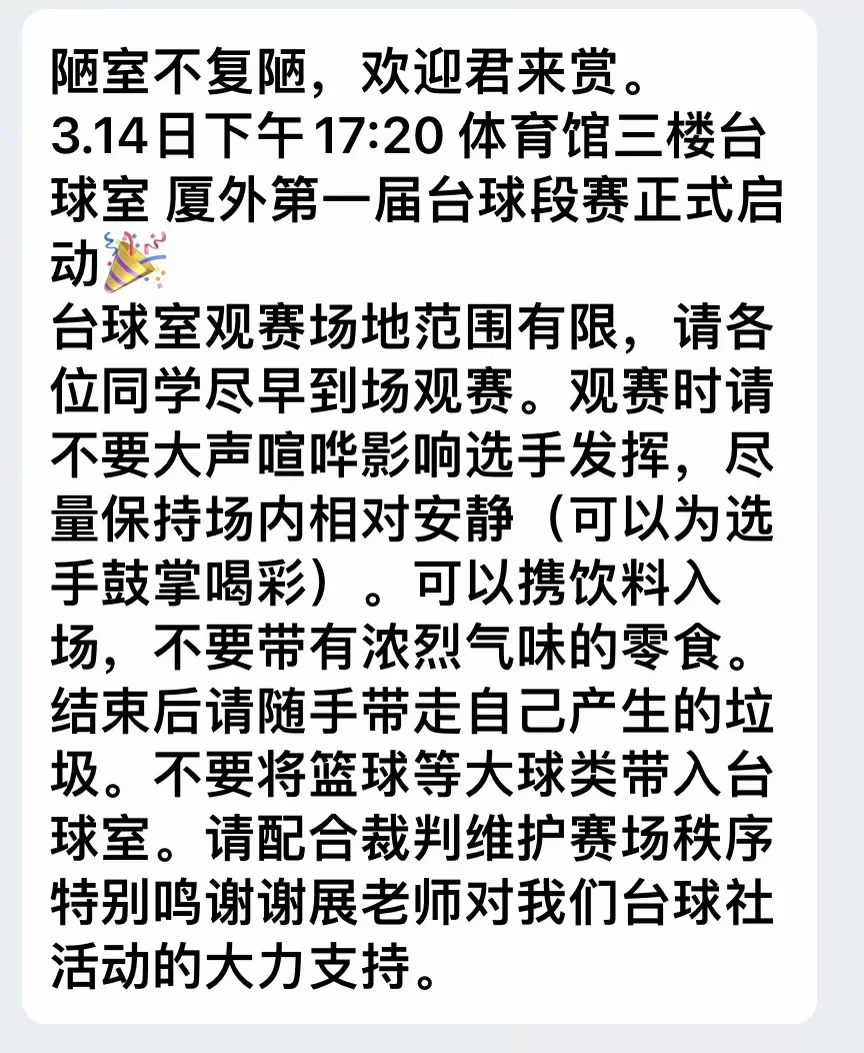 陋室不复陋，欢迎君来赏。
3.14日下午17:20 体育馆三楼台
球室 厦外第一届台球段赛正式启
动🎉
台球室观赛场地范围有限，请各
位同学尽早到场观赛。观赛时请
不要大声喧哗影响选手发挥，尽
量保持场内相对安静（可以为选
手鼓掌喝彩）。可以携饮料入
场，不要带有浓烈气味的零食。
结束后请随手带走自己产生的垃
圾。不要将篮球等大球类带入台
球室。请配合裁判维护赛场秩序
特别鸣谢谢展老师对我们台球社
活动的大力支持。